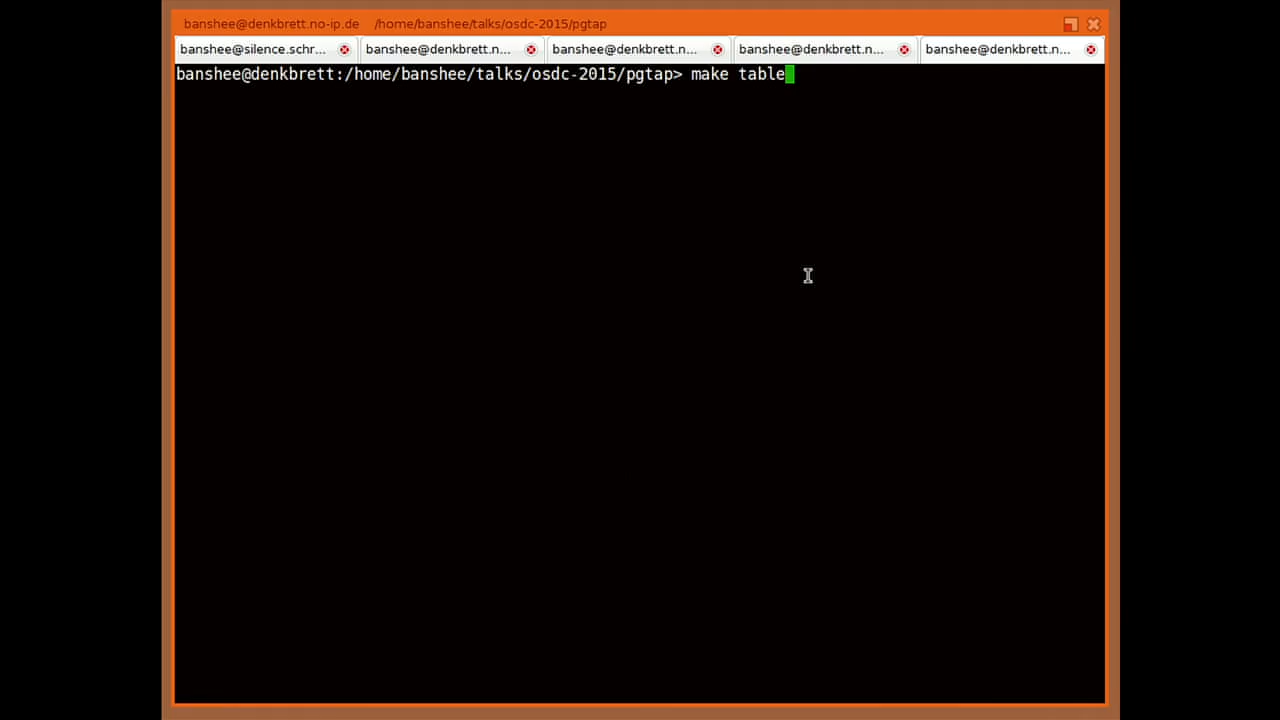 banshee@denkbrett.no-ip.de /home/banshee/talks/osdc-2015/pgtap
banshee@silence.schr... banshee@denkbrett.n... banshee@denkbrett.n... banshee@denkbrett.n... banshee@denkbrett.n...
banshee@denkbrett:/home/banshee/talks/osdc-2015/pgtap> make table